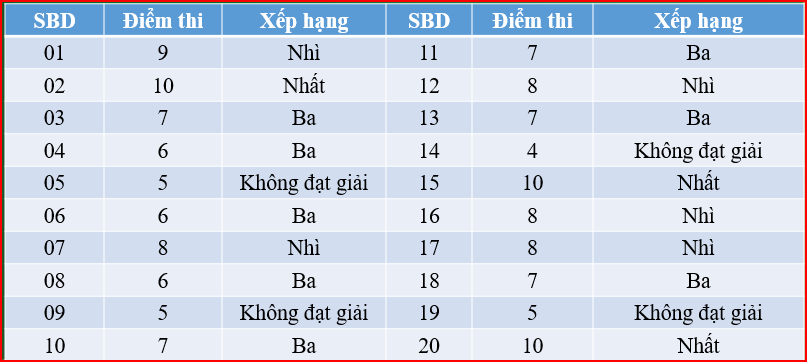 SBD Điểm thi Xếp hạng SBD Điểm thi Xếp hạng
01 9 Nhì 11 7 Ba
02 10 Nhất 12 8 Nhì
03 7 Ba 13 7 Ba
04 6 Ba 14 4 Không đạt giải
05 5 Không đạt giải 15 10 Nhất
06 6 Ba 16 8 Nhì
07 8 Nhì 17 8 Nhì
08 6 Ba 18 7 Ba
09 5 Không đạt giải 19 5 Không đạt giải
10 7 Ba 20 10 Nhất